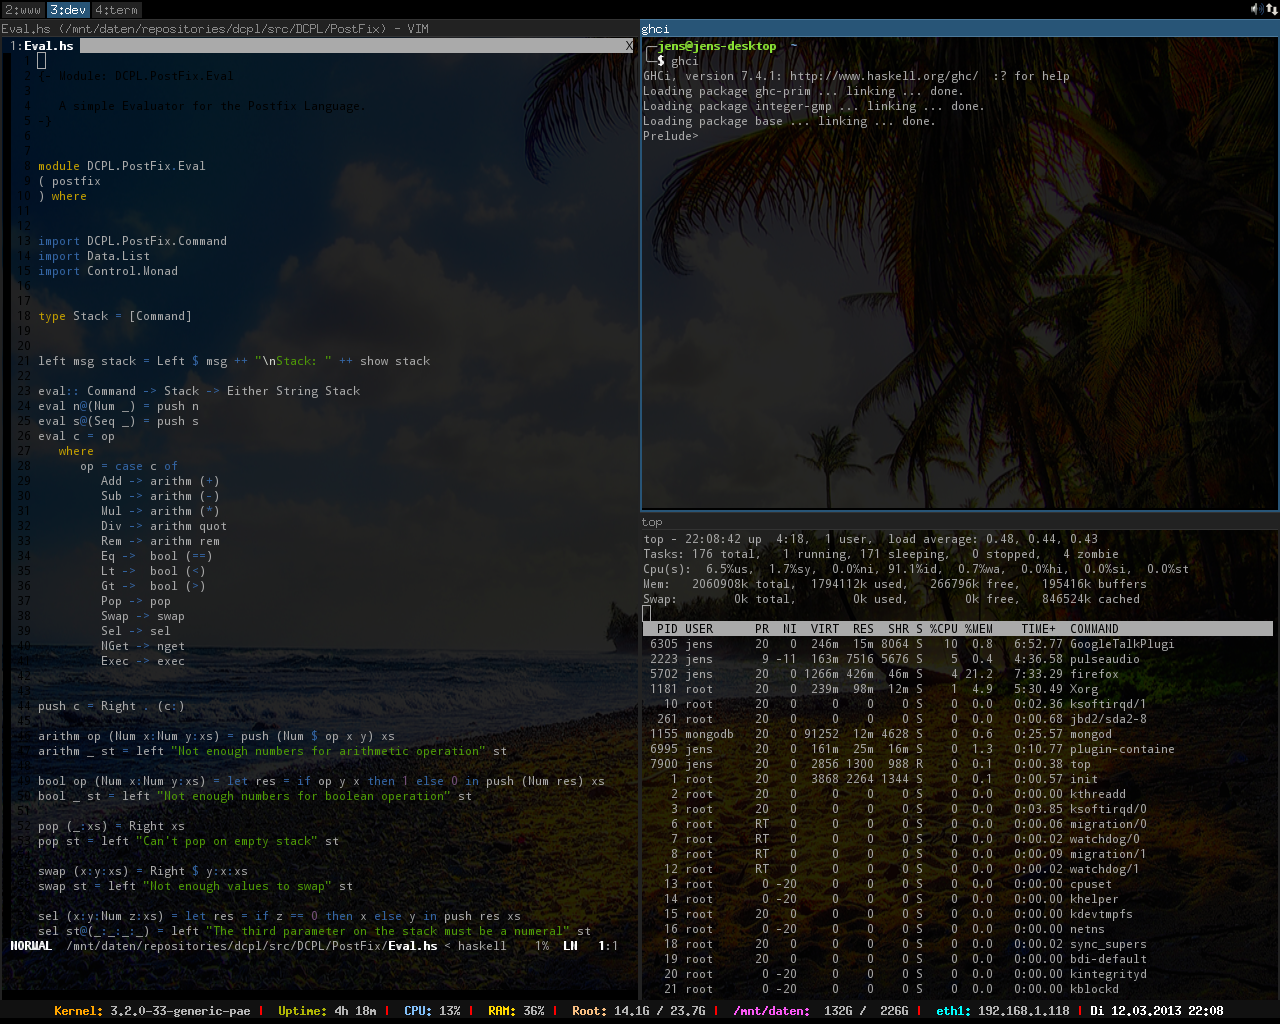 2:www 3:dev 4:term
Eval.hs (/mnt/daten/repositories/dcpl/src/DCPL/PostFix) - VIM
1:Eval.hs X
2 {- Module: DCPL.PostFix.Eval
3
4    A simple Evaluator for the Postfix Language.
5 -}
6
7
8 module DCPL.PostFix.Eval
9 ( postfix
10 ) where
11
12
13 import DCPL.PostFix.Command
14 import Data.List
15 import Control.Monad
16
17
18 type Stack = [Command]
19
20
21 left msg stack = Left $ msg ++ "\nStack: " ++ show stack
22
23 eval:: Command -> Stack -> Either String Stack
24 eval n@(Num _) = push n
25 eval s@(Seq _) = push s
26 eval c = op
27    where
28       op = case c of
29          Add -> arithm (+)
30          Sub -> arithm (-)
31          Mul -> arithm (*)
32          Div -> arithm quot
33          Rem -> arithm rem
34          Eq ->  bool (==)
35          Lt ->  bool (<)
36          Gt ->  bool (>)
37          Pop -> pop
38          Swap -> swap
39          Sel -> sel
40          NGet -> nget
41          Exec -> exec
42
43
44 push c = Right . (c:)
45
46 arithm op (Num x:Num y:xs) = push (Num $ op x y) xs
47 arithm _ st = left "Not enough numbers for arithmetic operation" st
48
49 bool op (Num x:Num y:xs) = let res = if op y x then 1 else 0 in push (Num res) xs
50 bool _ st = left "Not enough numbers for boolean operation" st
51
52 pop (_:xs) = Right xs
53 pop st = left "Can't pop on empty stack" st
54
55 swap (x:y:xs) = Right $ y:x:xs
56 swap st = left "Not enough values to swap" st
57
58 sel (x:y:Num z:xs) = let res = if z == 0 then x else y in push res xs
59 sel st@(_:_:_:_) = left "The third parameter on the stack must be a numeral" st
NORMAL /mnt/daten/repositories/dcpl/src/DCPL/PostFix/Eval.hs < haskell 1% LN 1:1
ghci
jens@jens-desktop ~
$ ghci
GHCi, version 7.4.1: http://www.haskell.org/ghc/  :? for help
Loading package ghc-prim ... linking ... done.
Loading package integer-gmp ... linking ... done.
Loading package base ... linking ... done.
Prelude>
top
top - 22:08:42 up  4:18,  1 user,  load average: 0.48, 0.44, 0.43
Tasks: 176 total,   1 running, 171 sleeping,   0 stopped,   4 zombie
Cpu(s):  6.5%us,  1.7%sy,  0.0%ni, 91.1%id,  0.7%wa,  0.0%hi,  0.0%si,  0.0%st
Mem:   2060908k total,  1794112k used,   266796k free,   195416k buffers
Swap:        0k total,        0k used,        0k free,   846524k cached
PID USER PR NI VIRT RES SHR S %CPU %MEM TIME+ COMMAND
6305 jens 20 0 246m 15m 8064 S 10 0.8 6:52.77 GoogleTalkPlugi
2223 jens 9 -11 163m 7516 5676 S 5 0.4 4:36.58 pulseaudio
5702 jens 20 0 1266m 426m 46m S 4 21.2 7:33.29 firefox
1181 root 20 0 239m 98m 12m S 1 4.9 5:30.49 Xorg
10 root 20 0 0 0 0 S 0 0.0 0:02.36 ksoftirqd/1
261 root 20 0 0 0 0 S 0 0.0 0:00.68 jbd2/sda2-8
1155 mongodb 20 0 91252 12m 4628 S 0 0.6 0:25.57 mongod
6995 jens 20 0 161m 25m 16m S 0 1.3 0:10.77 plugin-containe
7900 jens 20 0 2856 1300 988 R 0 0.1 0:00.38 top
1 root 20 0 3868 2264 1344 S 0 0.1 0:00.57 init
2 root 20 0 0 0 0 S 0 0.0 0:00.00 kthreadd
3 root 20 0 0 0 0 S 0 0.0 0:03.85 ksoftirqd/0
6 root RT 0 0 0 0 S 0 0.0 0:00.06 migration/0
7 root RT 0 0 0 0 S 0 0.0 0:00.02 watchdog/0
8 root RT 0 0 0 0 S 0 0.0 0:00.09 migration/1
12 root RT 0 0 0 0 S 0 0.0 0:00.02 watchdog/1
13 root 0 -20 0 0 0 S 0 0.0 0:00.00 cpuset
14 root 0 -20 0 0 0 S 0 0.0 0:00.00 khelper
15 root 20 0 0 0 0 S 0 0.0 0:00.00 kdevtmpfs
16 root 0 -20 0 0 0 S 0 0.0 0:00.00 netns
18 root 20 0 0 0 0 S 0 0.0 0:00.02 sync_supers
19 root 20 0 0 0 0 S 0 0.0 0:00.00 bdi-default
20 root 0 -20 0 0 0 S 0 0.0 0:00.00 kintegrityd
21 root 0 -20 0 0 0 S 0 0.0 0:00.00 kblockd
Kernel: 3.2.0-33-generic-pae | Uptime: 4h 18m | CPU: 13% | RAM: 36% | Root: 14.1G / 23.7G | /mnt/daten: 132G / 226G | eth1: 192.168.1.118 | Di 12.03.2013 22:08